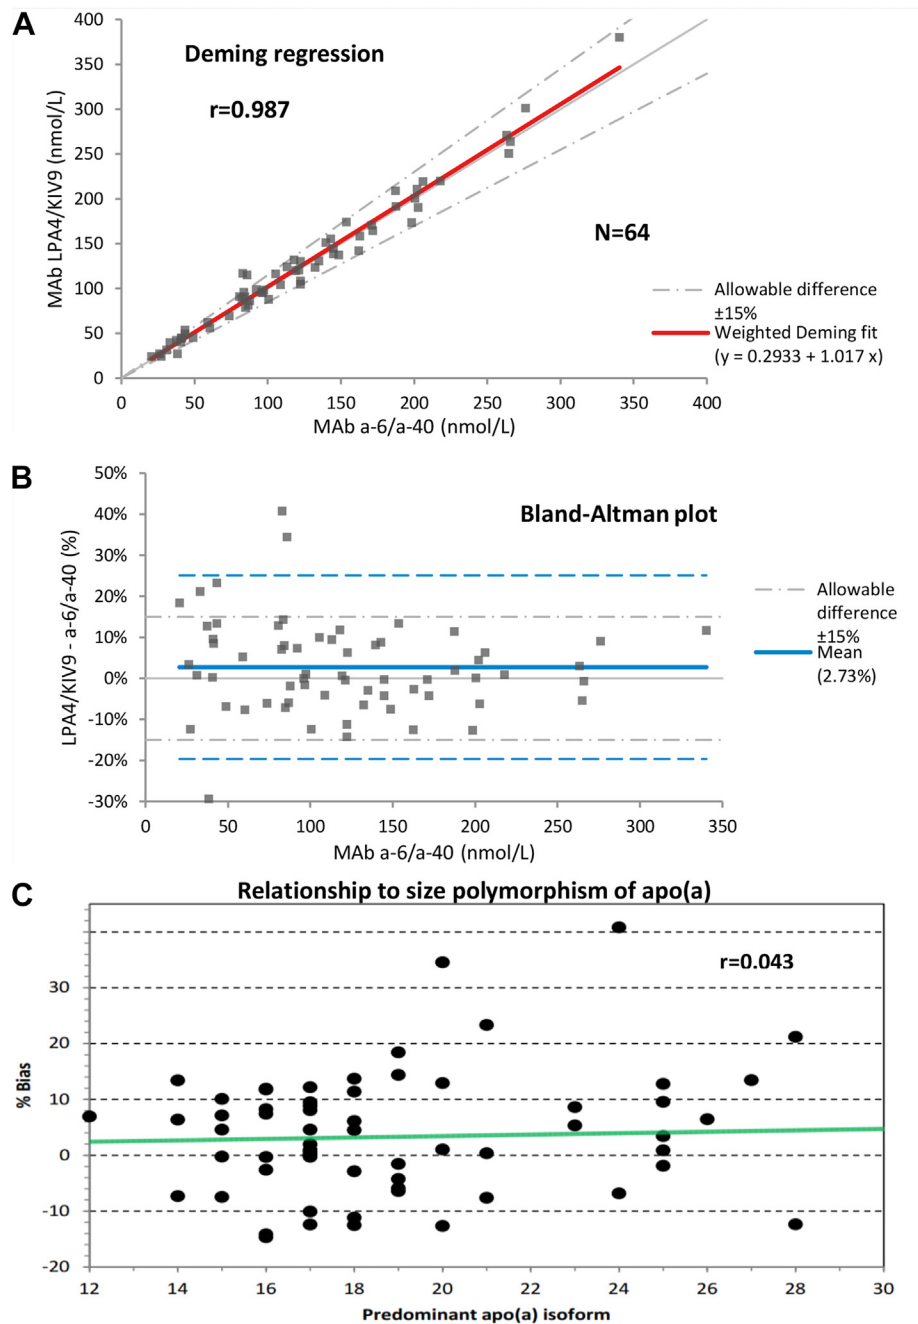 A
Deming regression
r=0.987
N=64
MAb LPA4/KIV9 (nmol/L)
400
350
300
250
200
150
100
50
0
0 50 100 150 200 250 300 350 400
MAb a-6/a-40 (nmol/L)
Allowable difference
±15%
Weighted Deming fit
(y = 0.2933 + 1.017 x)
B
Bland-Altman plot
LPA4/KIV9 - a-6/a-40 (%)
50%
40%
30%
20%
10%
0%
-10%
-20%
-30%
0 50 100 150 200 250 300 350
MAb a-6/a-40 (nmol/L)
Allowable
difference
±15%
Mean
(2.73%)
C
Relationship to size polymorphism of apo(a)
r=0.043
% Bias
30
20
10
0
-10
-20
12 14 16 18 20 22 24 26 28 30
Predominant apo(a) isoform